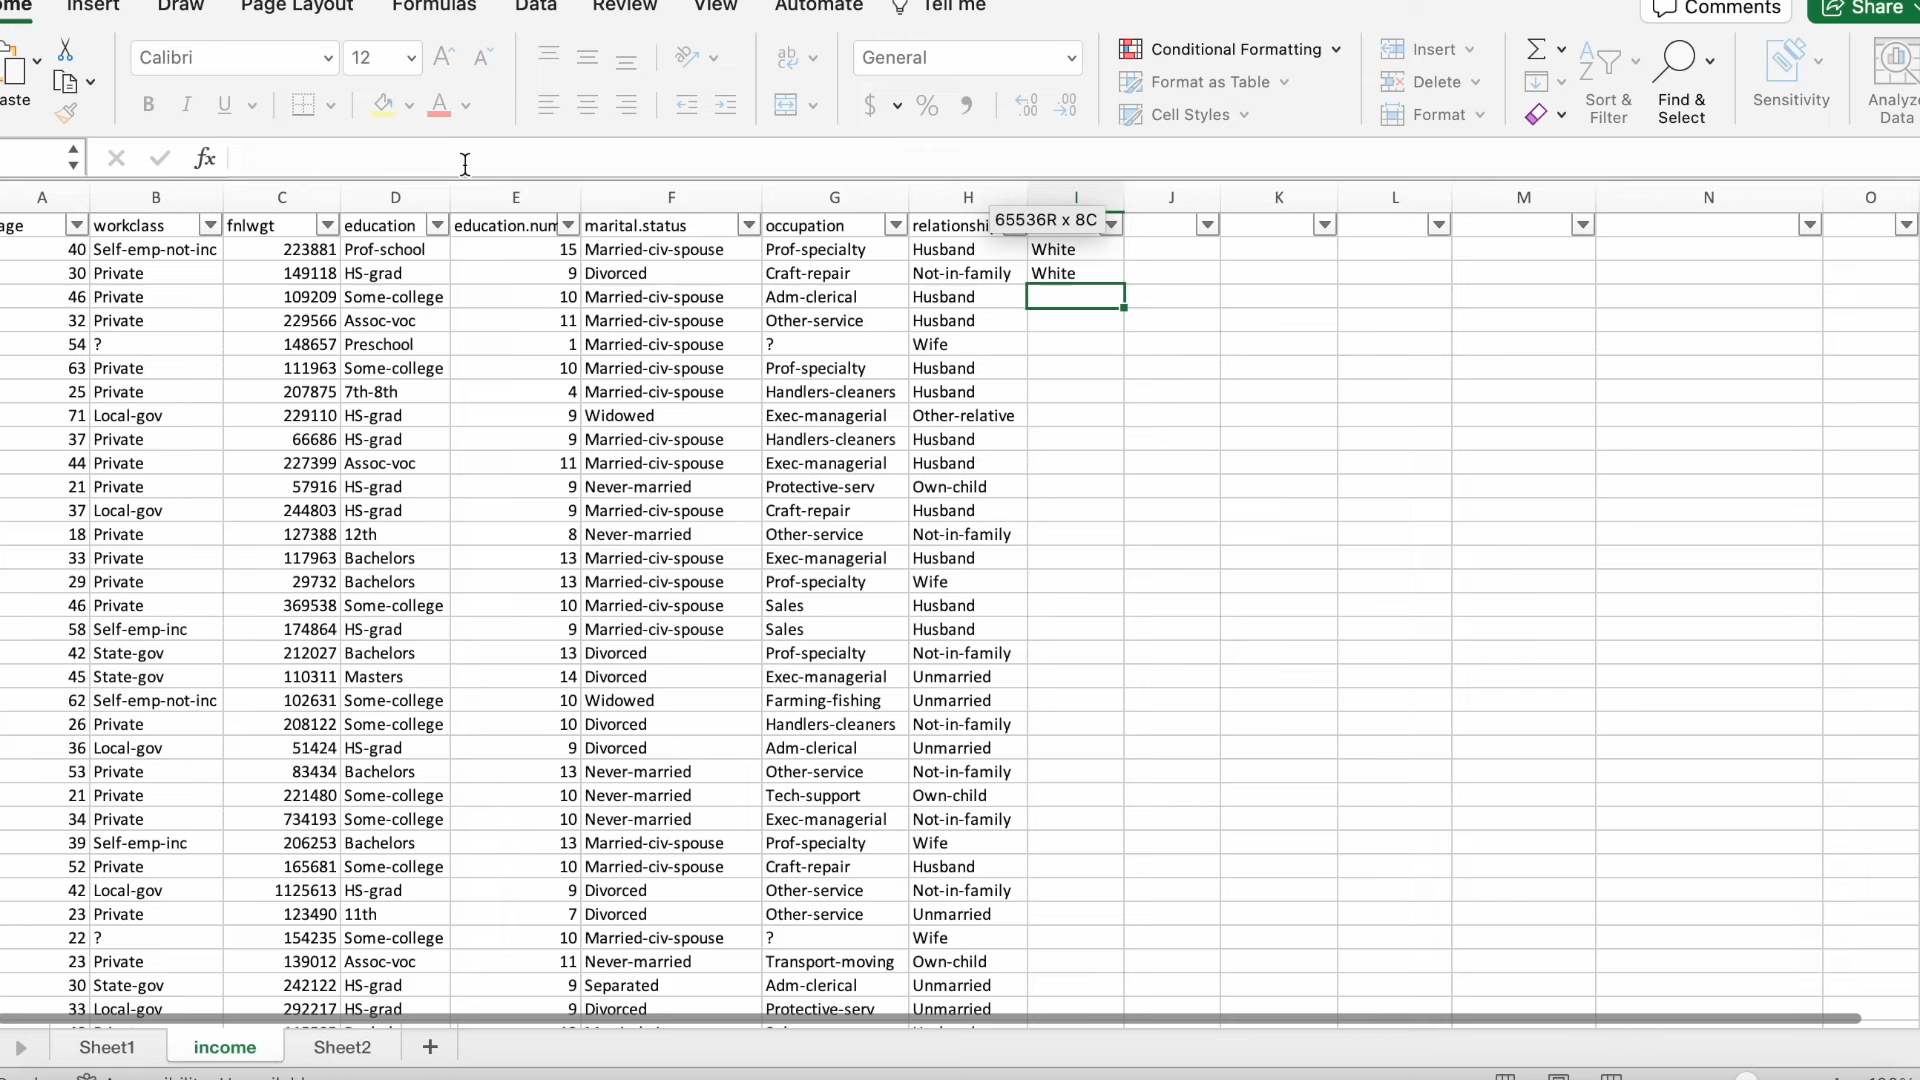 ome Insert Draw Page Layout Formulas Data Review View Automate Tell me Comments Share
Calibri 12 General Conditional Formatting Insert
Format as Table Delete
aste B I U $ % Cell Styles Format Sort & Filter Find & Select Sensitivity Analyze Data
fx
A B C D E F G H I J K L M N O
65536R x 8C
age workclass fnlwgt education education.num marital.status occupation relationshi
40 Self-emp-not-inc 223881 Prof-school 15 Married-civ-spouse Prof-specialty Husband White
30 Private 149118 HS-grad 9 Divorced Craft-repair Not-in-family White
46 Private 109209 Some-college 10 Married-civ-spouse Adm-clerical Husband
32 Private 229566 Assoc-voc 11 Married-civ-spouse Other-service Husband
54 ? 148657 Preschool 1 Married-civ-spouse ? Wife
63 Private 111963 Some-college 10 Married-civ-spouse Prof-specialty Husband
25 Private 207875 7th-8th 4 Married-civ-spouse Handlers-cleaners Husband
71 Local-gov 229110 HS-grad 9 Widowed Exec-managerial Other-relative
37 Private 66686 HS-grad 9 Married-civ-spouse Handlers-cleaners Husband
44 Private 227399 Assoc-voc 11 Married-civ-spouse Exec-managerial Husband
21 Private 57916 HS-grad 9 Never-married Protective-serv Own-child
37 Local-gov 244803 HS-grad 9 Married-civ-spouse Craft-repair Husband
18 Private 127388 12th 8 Never-married Other-service Not-in-family
33 Private 117963 Bachelors 13 Married-civ-spouse Exec-managerial Husband
29 Private 29732 Bachelors 13 Married-civ-spouse Prof-specialty Wife
46 Private 369538 Some-college 10 Married-civ-spouse Sales Husband
58 Self-emp-inc 174864 HS-grad 9 Married-civ-spouse Sales Husband
42 State-gov 212027 Bachelors 13 Divorced Prof-specialty Not-in-family
45 State-gov 110311 Masters 14 Divorced Exec-managerial Unmarried
62 Self-emp-not-inc 102631 Some-college 10 Widowed Farming-fishing Unmarried
26 Private 208122 Some-college 10 Divorced Handlers-cleaners Not-in-family
36 Local-gov 51424 HS-grad 9 Divorced Adm-clerical Unmarried
53 Private 83434 Bachelors 13 Never-married Other-service Not-in-family
21 Private 221480 Some-college 10 Never-married Tech-support Own-child
34 Private 734193 Some-college 10 Never-married Exec-managerial Not-in-family
39 Self-emp-inc 206253 Bachelors 13 Married-civ-spouse Prof-specialty Wife
52 Private 165681 Some-college 10 Married-civ-spouse Craft-repair Husband
42 Local-gov 1125613 HS-grad 9 Divorced Other-service Not-in-family
23 Private 123490 11th 7 Divorced Other-service Unmarried
22 ? 154235 Some-college 10 Married-civ-spouse ? Wife
23 Private 139012 Assoc-voc 11 Never-married Transport-moving Own-child
30 State-gov 242122 HS-grad 9 Separated Adm-clerical Unmarried
33 Local-gov 292217 HS-grad 9 Divorced Protective-serv Unmarried
Sheet1 income Sheet2 +